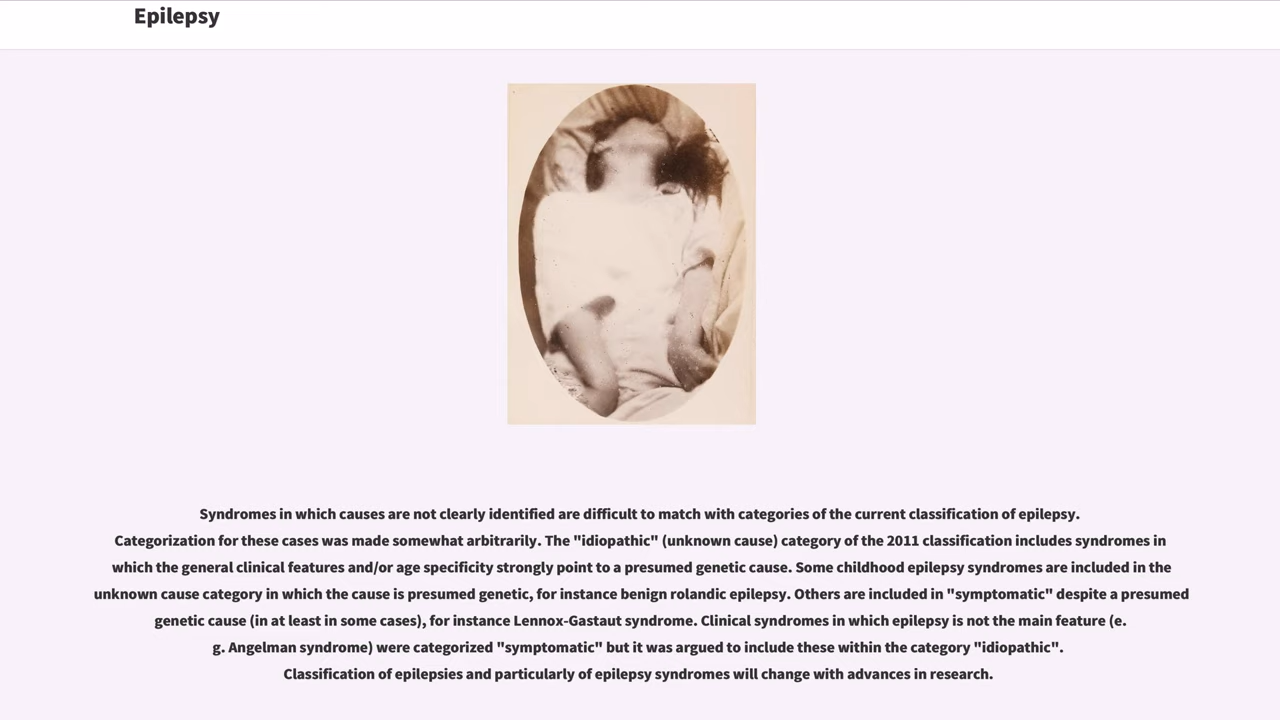 Epilepsy
Syndromes in which causes are not clearly identified are difficult to match with categories of the current classification of epilepsy.
Categorization for these cases was made somewhat arbitrarily. The "idiopathic" (unknown cause) category of the 2011 classification includes syndromes in
which the general clinical features and/or age specificity strongly point to a presumed genetic cause. Some childhood epilepsy syndromes are included in the
unknown cause category in which the cause is presumed genetic, for instance benign rolandic epilepsy. Others are included in "symptomatic" despite a presumed
genetic cause (in at least in some cases), for instance Lennox-Gastaut syndrome. Clinical syndromes in which epilepsy is not the main feature (e.
g. Angelman syndrome) were categorized "symptomatic" but it was argued to include these within the category "idiopathic".
Classification of epilepsies and particularly of epilepsy syndromes will change with advances in research.